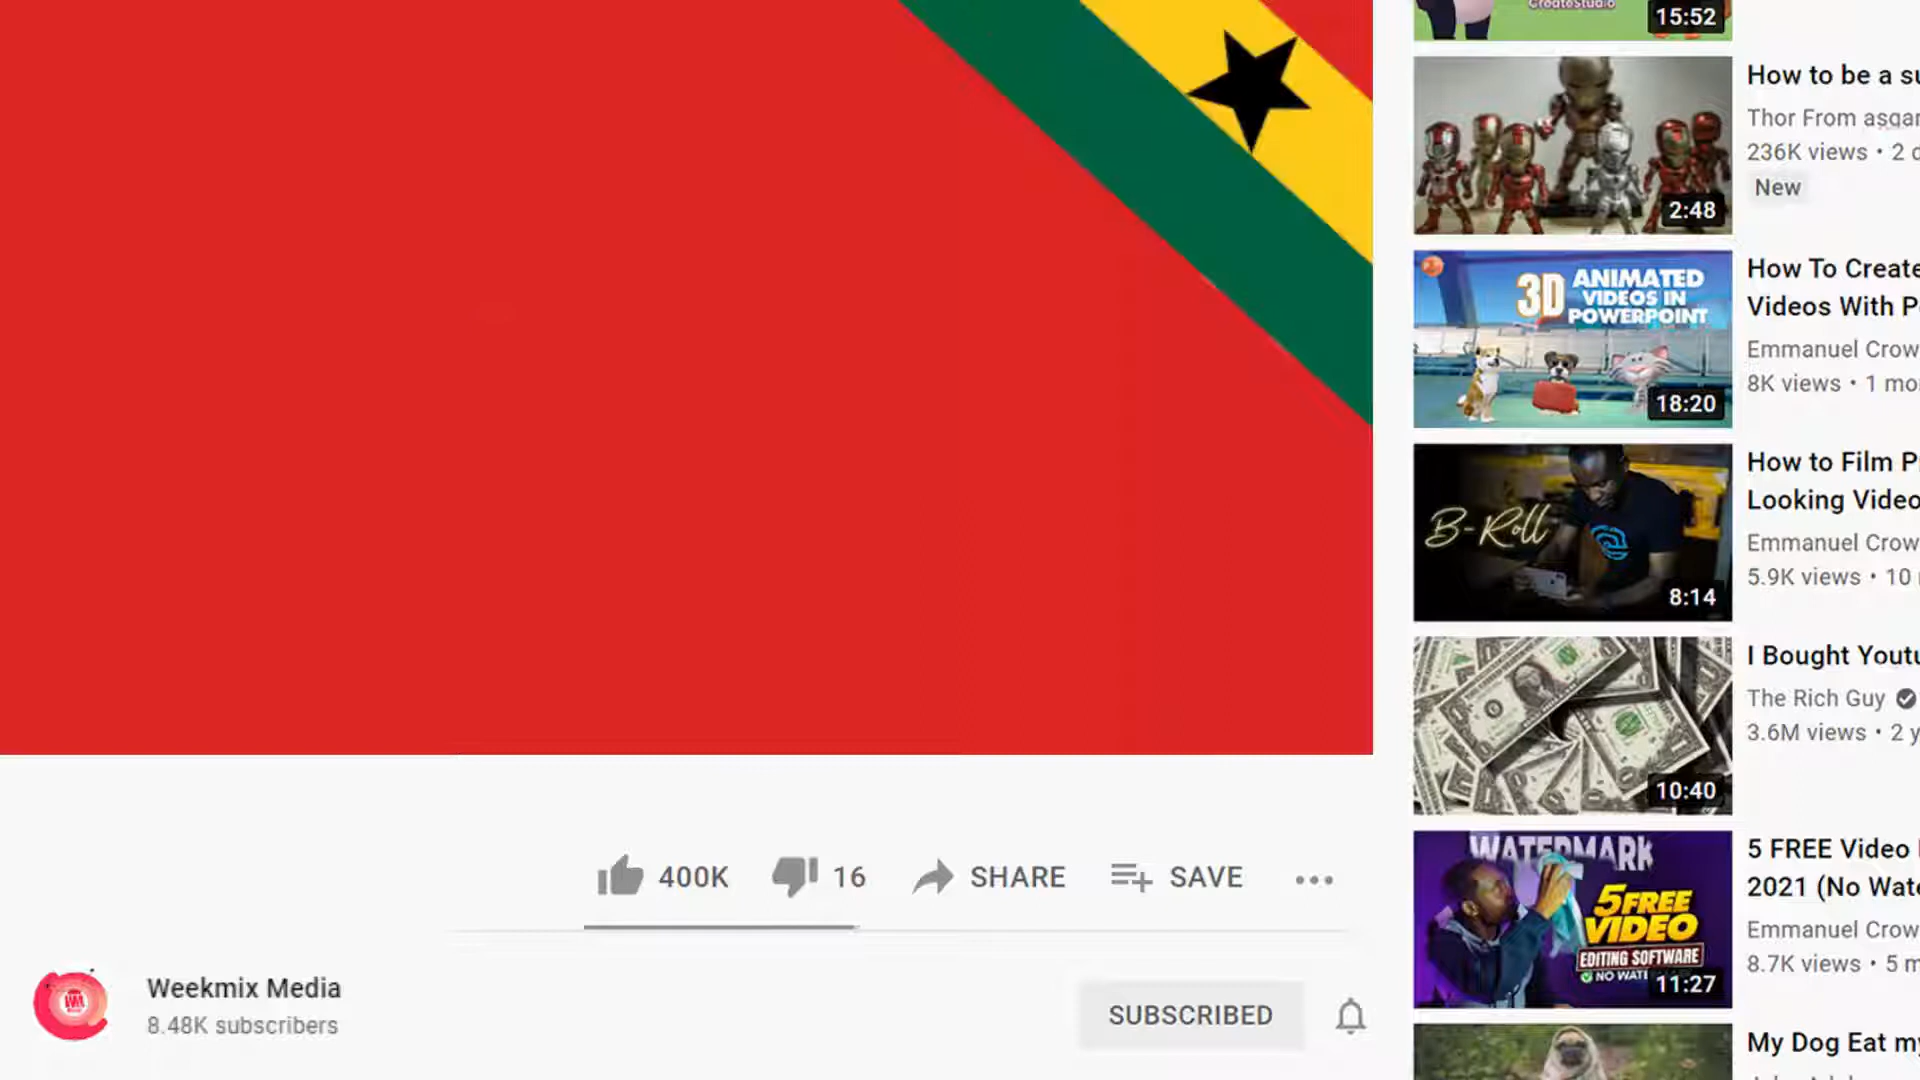 CreateStudio
15:52
How to be a su
Thor From asgar
236K views • 2 d
New
2:48
3D ANIMATED
VIDEOS IN
POWERPOINT
18:20
How To Create
Videos With P
Emmanuel Crow
8K views • 1 mo
B-Roll
8:14
How to Film P
Looking Video
Emmanuel Crow
5.9K views • 10
10:40
I Bought Youtu
The Rich Guy
3.6M views • 2 y
WATERMARK
5 FREE
VIDEO
EDITING SOFTWARE
NO WATE
11:27
5 FREE Video
2021 (No Wate
Emmanuel Crow
8.7K views • 5 m
My Dog Eat my
400K
16
SHARE
SAVE
Weekmix Media
8.48K subscribers
SUBSCRIBED